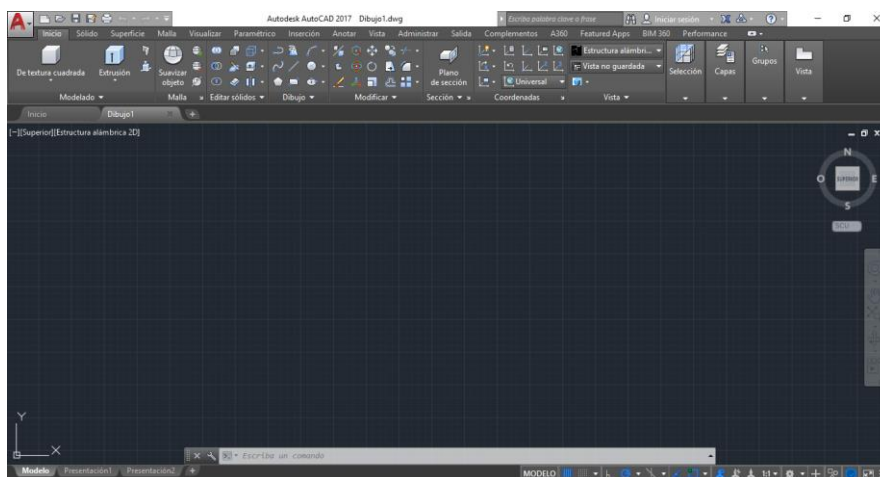 A
Autodesk AutoCAD 2017 Dibujo1.dwg
Escriba palabra clave o frase
Iniciar sesión
Inicio Sólido Superficie Malla Visualizar Paramétrico Inserción Anotar Vista Administrar Salida Complementos A360 Featured Apps BIM 360 Performance
De textura cuadrada Extrusión Suavizar objeto Plano de sección
Estructura alámbri...
Vista no guardada
Universal
Selección Capas Grupos Vista
Modelado Malla Editar sólidos Dibujo Modificar Sección Coordenadas Vista
Inicio Dibujo1
[−][Superior][Estructura alámbrica 2D]
N
O SUPERIOR E
S
SCU
Y
X
Escriba un comando
Modelo Presentación1 Presentación2
MODELO 1:1